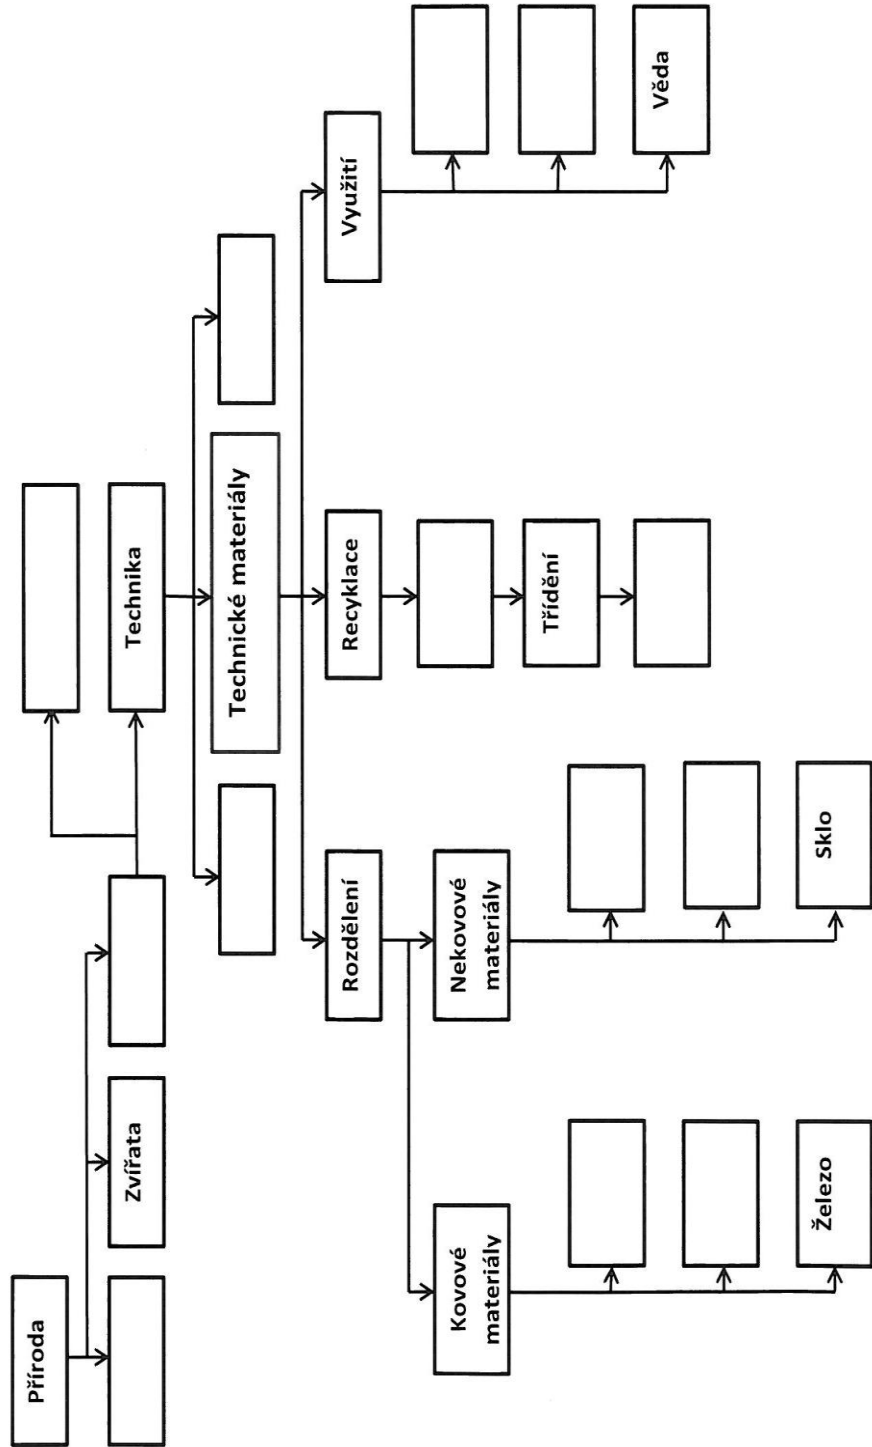 Příroda
Zvířata
Technika
Technické materiály
Rozdělení
Recyklace
Využití
Kovové
materiály
Nekovové
materiály
Třídění
Železo
Sklo
Věda